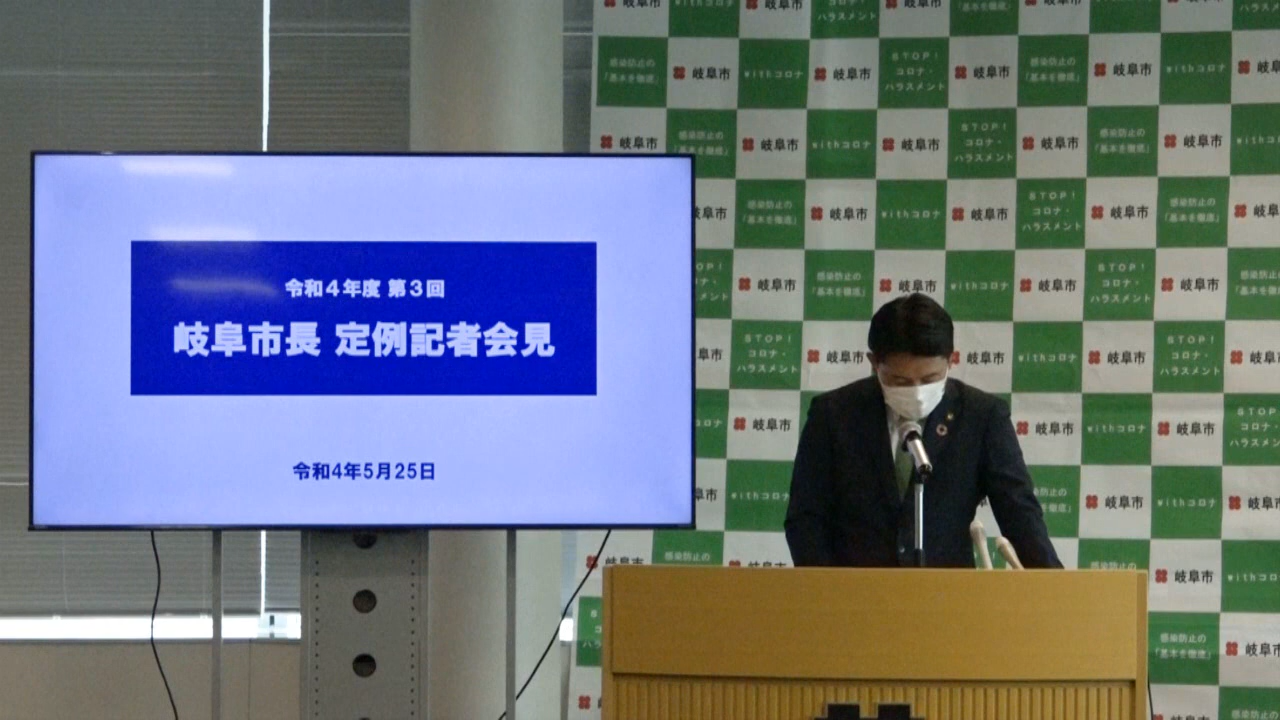 令和４年度 第３回
岐阜市長 定例記者会見
令和4年5月25日
岐阜市
withコロナ
STOP!
コロナ・
ハラスメント
感染防止の
「基本を徹底」